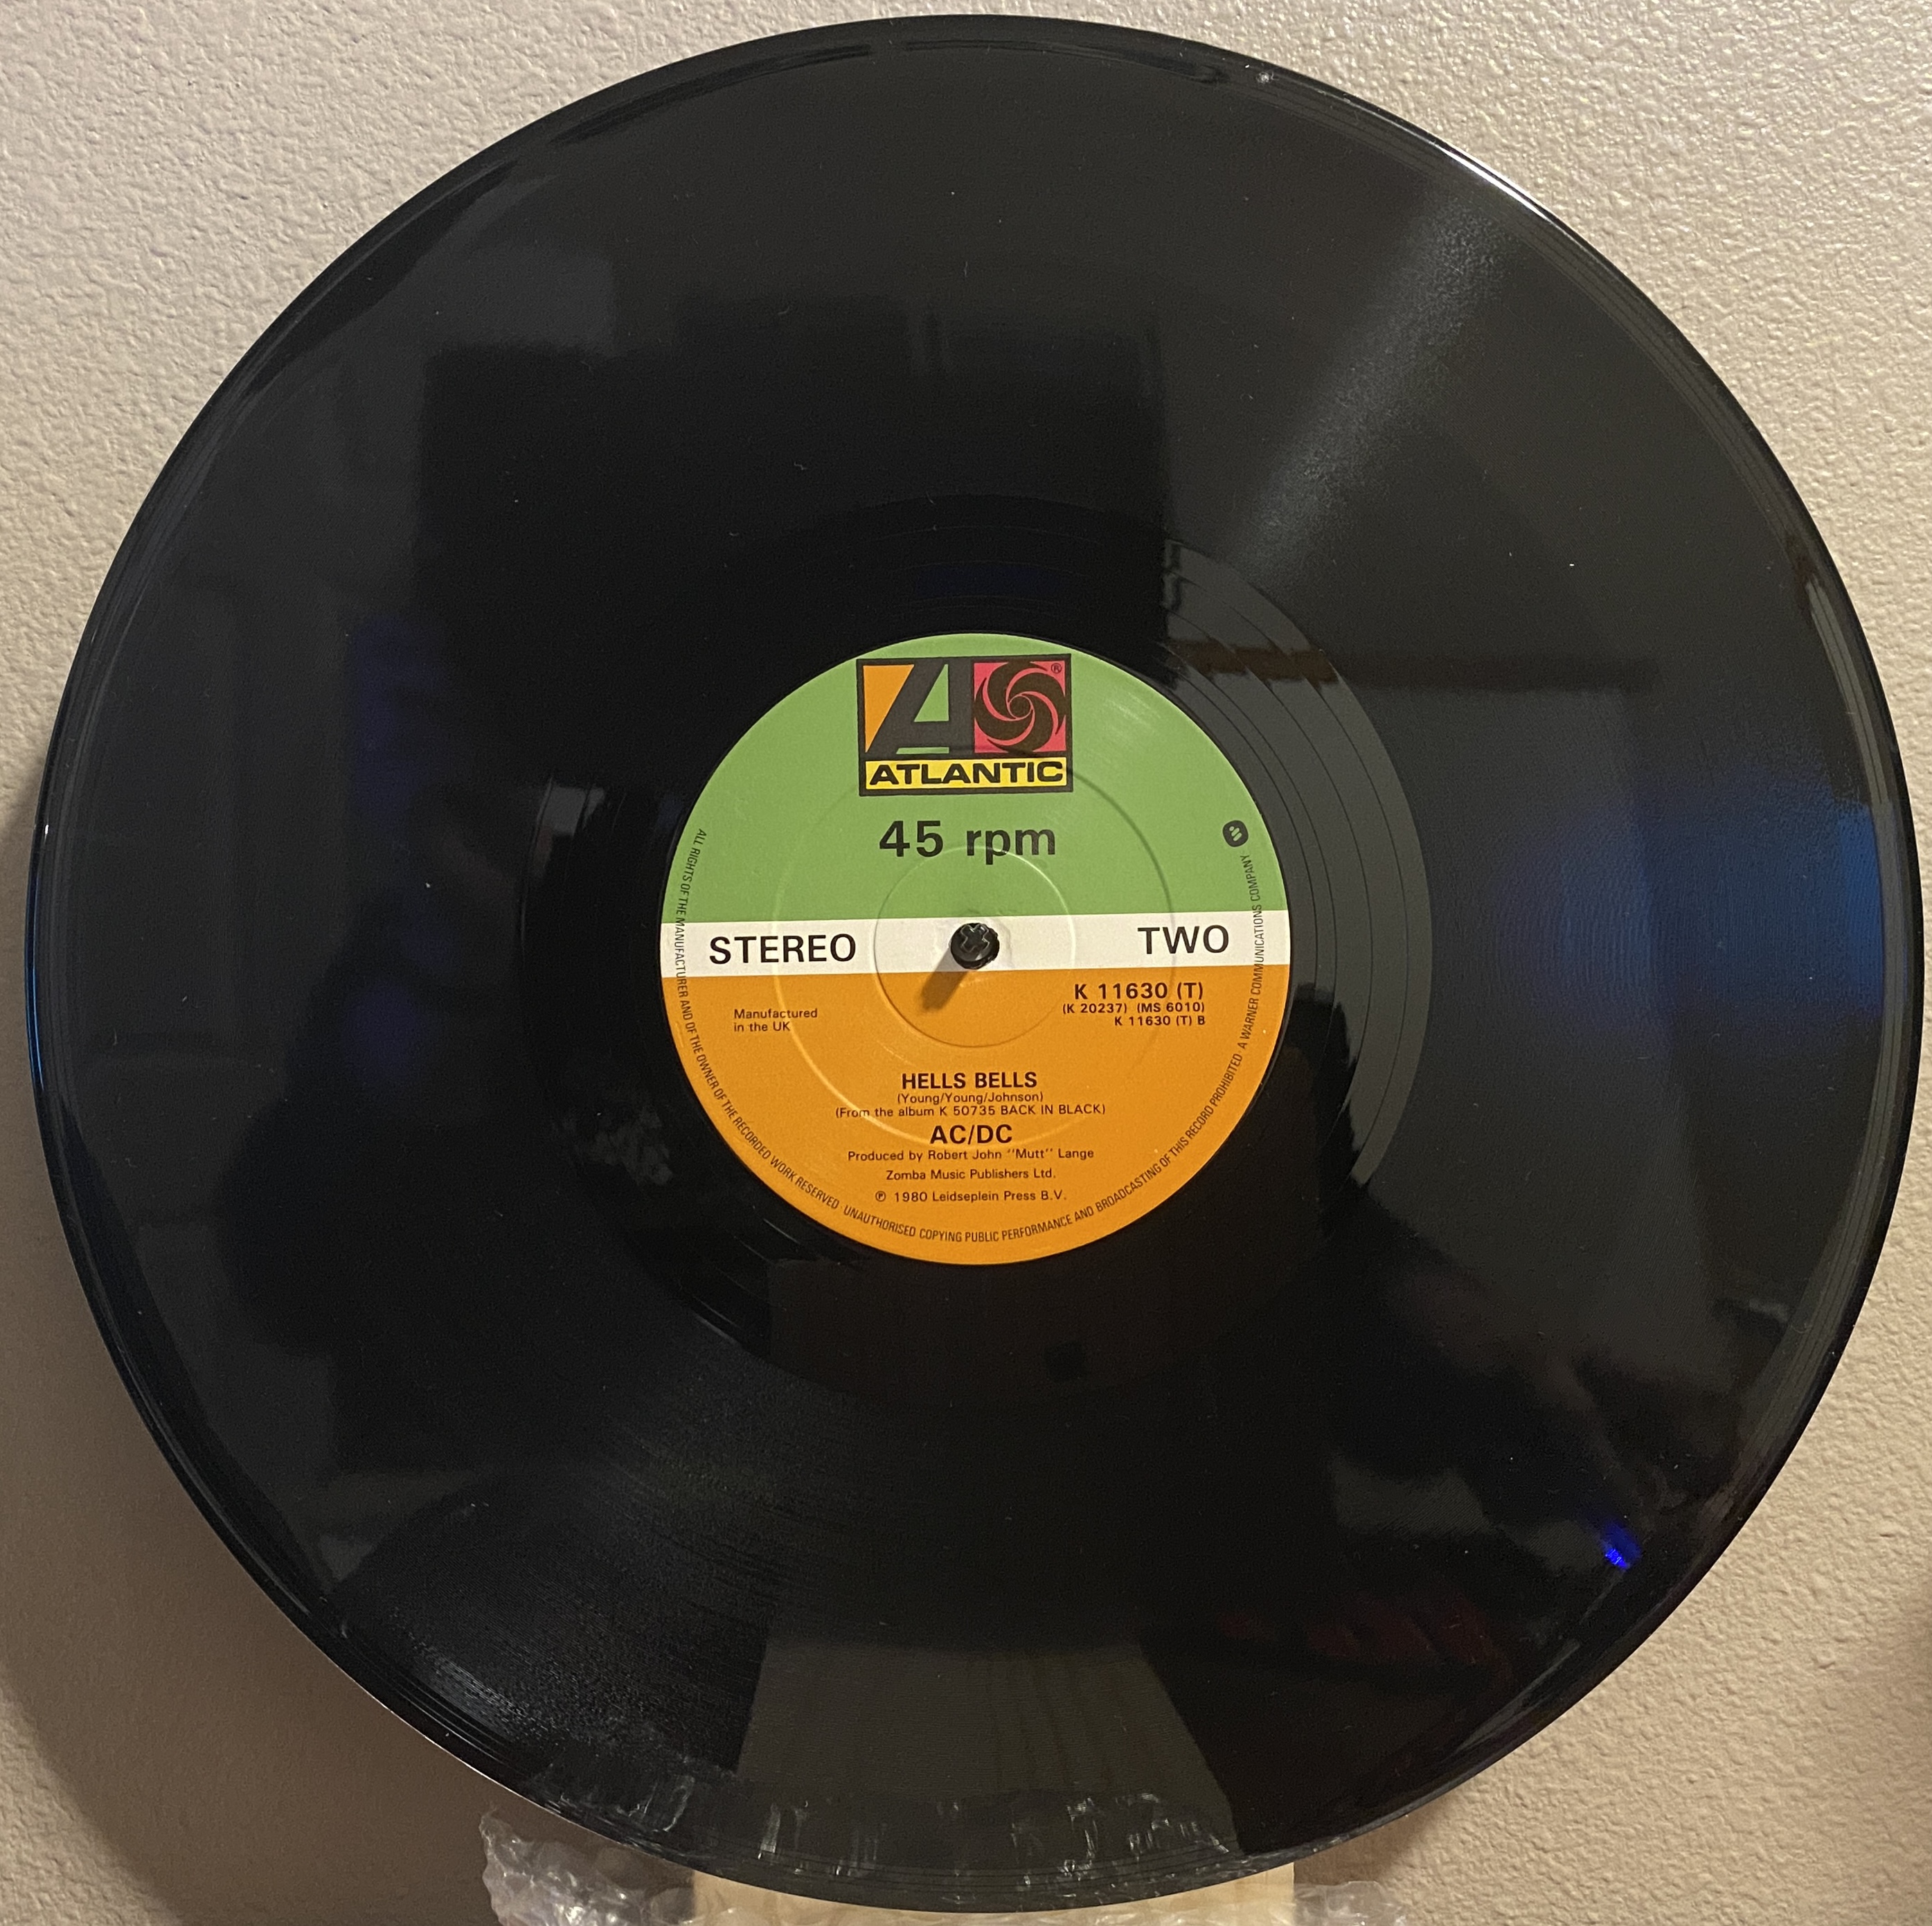 ATLANTIC
®
45 rpm
STEREO
TWO
Manufactured
in the UK
K 11630 (T)
(K 20237) (MS 6010)
K 11630 (T) B
HELLS BELLS
(Young/Young/Johnson)
(From the album K 50735 BACK IN BLACK)
AC/DC
Produced by Robert John "Mutt" Lange
Zomba Music Publishers Ltd.
℗ 1980 Leidseplein Press B.V.
ALL RIGHTS OF THE MANUFACTURER AND OF THE OWNER OF THE RECORDED WORK RESERVED · UNAUTHORISED COPYING PUBLIC PERFORMANCE AND BROADCASTING OF THIS RECORD PROHIBITED · A WARNER COMMUNICATIONS COMPANY